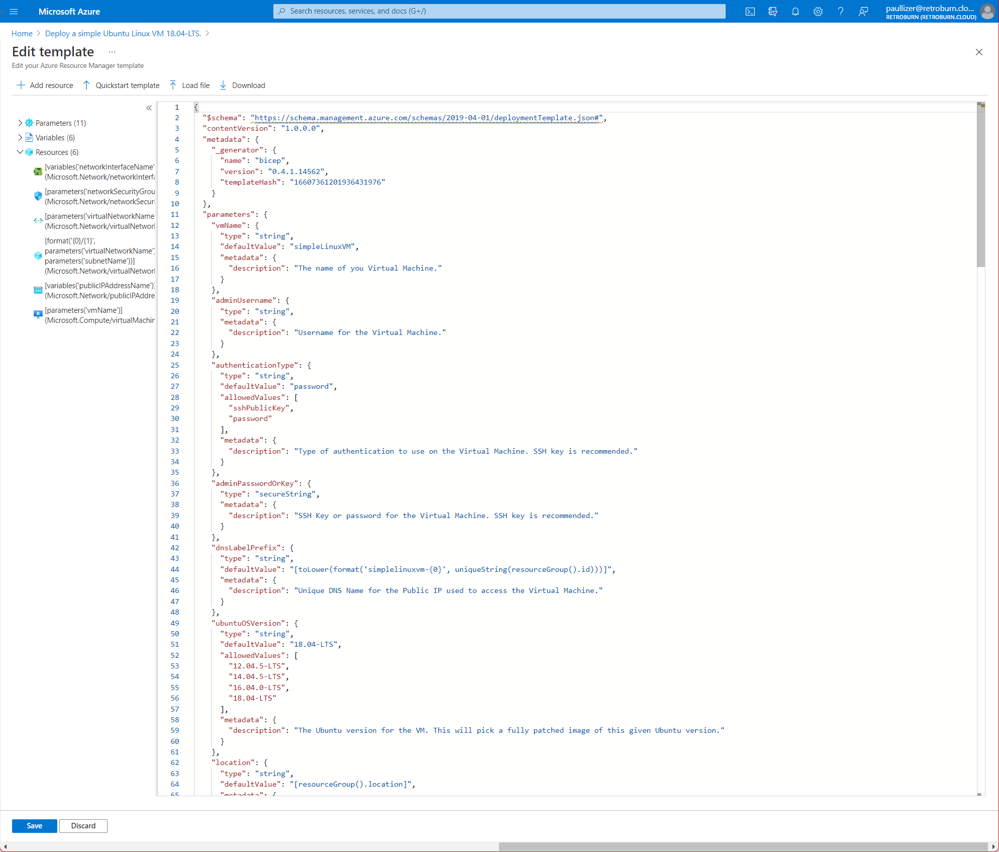 Microsoft Azure
Search resources, services, and docs (G+/)
paullizer@retroburn.clo...
RETROBURN (RETROBURN.CLOUD)
Home > Deploy a simple Ubuntu Linux VM 18.04-LTS. >
Edit template ...
Edit your Azure Resource Manager template
Add resource Quickstart template Load file Download
Parameters (11)
Variables (6)
Resources (6)
[variables('networkInterfaceName'
(Microsoft.Network/networkInterfa
[parameters('networkSecurityGrou
(Microsoft.Network/networkSecuri
[parameters('virtualNetworkName
(Microsoft.Network/virtualNetwor
[format('{0}/{1}',
parameters('virtualNetworkName')
parameters('subnetName'))]
(Microsoft.Network/virtualNetwor
[variables('publicIPAddressName')]
(Microsoft.Network/publicIPAddre
[parameters('vmName')]
(Microsoft.Compute/virtualMachin
1 {
2 "$schema": "https://schema.management.azure.com/schemas/2019-04-01/deploymentTemplate.json#",
3 "contentVersion": "1.0.0.0",
4 "metadata": {
5 "_generator": {
6 "name": "bicep",
7 "version": "0.4.1.14562",
8 "templateHash": "16607361201936431976"
9 }
10 },
11 "parameters": {
12 "vmName": {
13 "type": "string",
14 "defaultValue": "simpleLinuxVM",
15 "metadata": {
16 "description": "The name of you Virtual Machine."
17 }
18 },
19 "adminUsername": {
20 "type": "string",
21 "metadata": {
22 "description": "Username for the Virtual Machine."
23 }
24 },
25 "authenticationType": {
26 "type": "string",
27 "defaultValue": "password",
28 "allowedValues": [
29 "sshPublicKey",
30 "password"
31 ],
32 "metadata": {
33 "description": "Type of authentication to use on the Virtual Machine. SSH key is recommended."
34 }
35 },
36 "adminPasswordOrKey": {
37 "type": "secureString",
38 "metadata": {
39 "description": "SSH Key or password for the Virtual Machine. SSH key is recommended."
40 }
41 },
42 "dnsLabelPrefix": {
43 "type": "string",
44 "defaultValue": "[toLower(format('simplelinuxvm-{0}', uniqueString(resourceGroup().id)))]",
45 "metadata": {
46 "description": "Unique DNS Name for the Public IP used to access the Virtual Machine."
47 }
48 },
49 "ubuntuOSVersion": {
50 "type": "string",
51 "defaultValue": "18.04-LTS",
52 "allowedValues": [
53 "12.04.5-LTS",
54 "14.04.5-LTS",
55 "16.04.0-LTS",
56 "18.04-LTS"
57 ],
58 "metadata": {
59 "description": "The Ubuntu version for the VM. This will pick a fully patched image of this given Ubuntu version."
60 }
61 },
62 "location": {
63 "type": "string",
64 "defaultValue": "[resourceGroup().location]",
65 "metadata": {
Save Discard